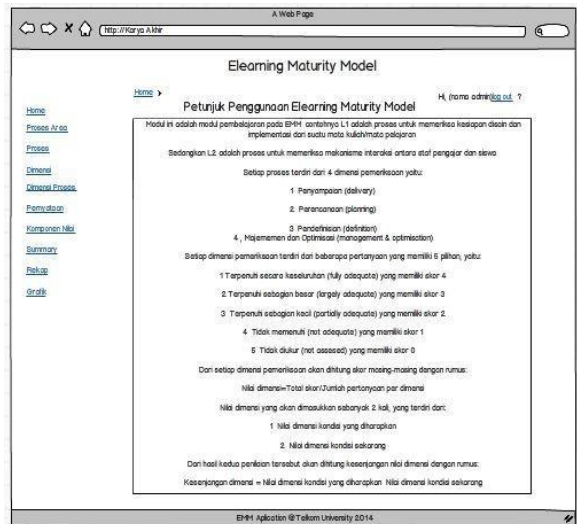 A Web Page
http://Karya Akhir
Elearning Maturity Model
Home
Hi, (nama admin)log out ?
Petunjuk Penggunaan Elearning Maturity Model
Home
Proses Area
Proses
Dimensi
Dimensi Proses
Pernyataan
Komponen Nilai
Summary
Rekap
Grafik
Modul ini adalah modul pembelajaran pada EMM contohnya L1 adalah proses untuk memeriksa kesiapan disain dan
implementasi dari suatu mata kuliah/mata pelajaran
Sedangkan L2 adalah proses untuk memeriksa mekanisme interaksi antara staf pengajar dan siswa
Setiap proses terdiri dari 4 dimensi pemeriksaan yaitu:
1 Penyampaian (delivery)
2. Perencanaan (planning)
3 Pendefinisian (definition)
4 , Majememen dan Optimisasi (management & optimisation)
Setiap dimensi pemeriksaan terdiri dari beberapa pertanyaan yang memiliki 5 pilihan, yaitu:
1 Terpenuhi secara keseluruhan (fully adequate) yang memiliki skor 4
2 Terpenuhi sebagian besar (largely adequate) yang memiliki skor 3
3 Terpenuhi sebagian kecil (partially adequate) yang memiliki skor 2
4 Tidak memenuhi (not adequate) yang memiliki skor 1
5 Tidak diukur (not assesed) yang memiliki skor 0
Dari setiap dimensi pemeriksaan akan dihitung skor masing-masing dengan rumus:
Nilai dimensi=Total skor/Jumlah pertanyaan per dimensi
Nilai dimensi yang akan dimasukkan sebanyak 2 kali, yang terdiri dari:
1 Nilai dimensi kondisi yang diharapkan
2. Nilai dimensi kondisi sekarang
Dari hasil kedua penilaian tersebut akan dihitung kesenjangan nilai dimensi dengan rumus:
Kesenjangan dimensi = Nilai dimensi kondisi yang diharapkan Nilai dimensi kondisi sekarang
EMM Aplication @Telkom University 2014